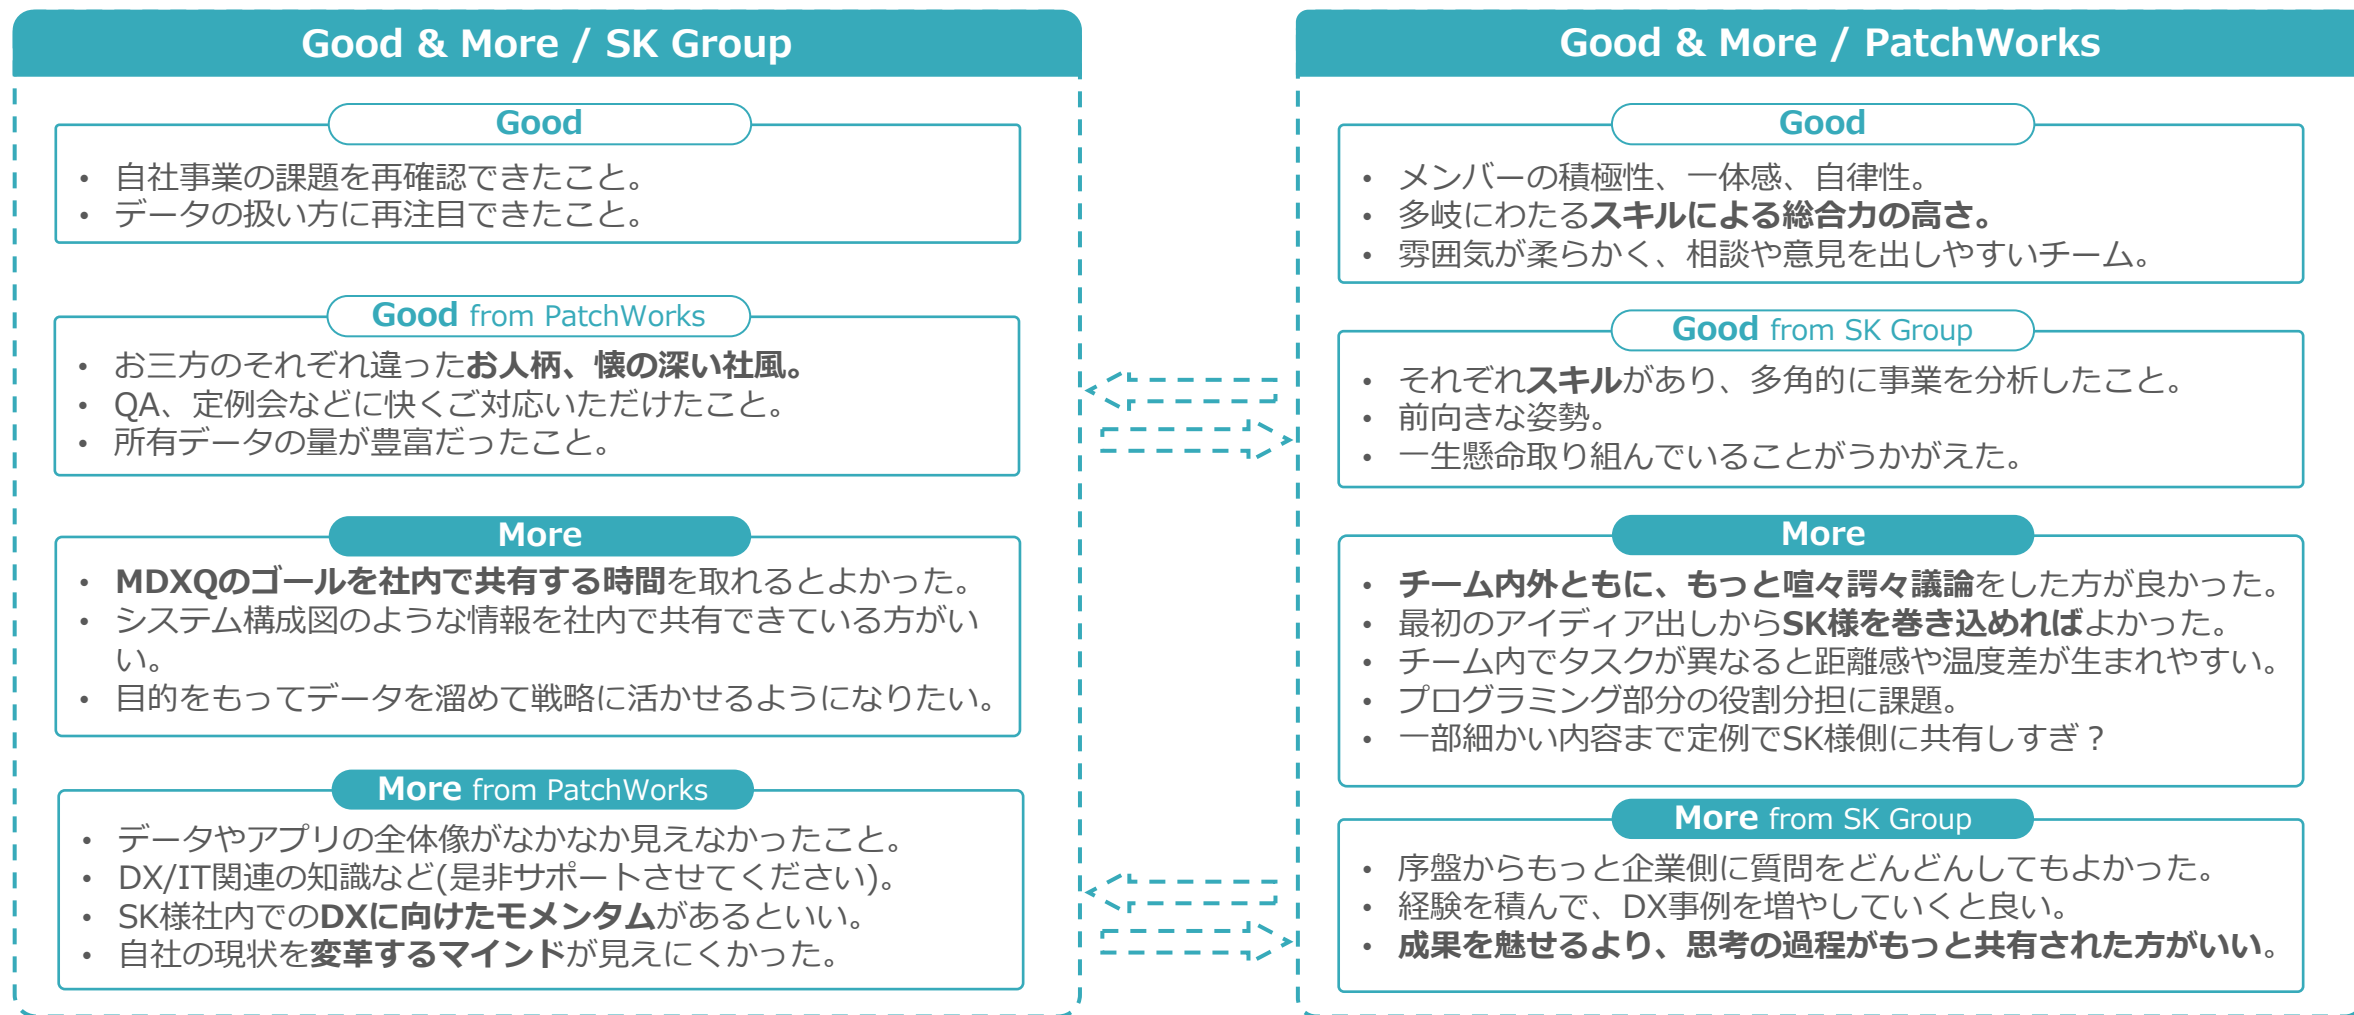 Good & More / SK Group
Good
• 自社事業の課題を再確認できたこと。
• データの扱い方に再注目できたこと。
Good from PatchWorks
• お三方のそれぞれ違ったお人柄、懐の深い社風。
• QA、定例会などに快くご対応いただけたこと。
• 所有データの量が豊富だったこと。
More
• MDXQのゴールを社内で共有する時間を取れるとよかった。
• システム構成図のような情報を社内で共有できている方がい
い。
• 目的をもってデータを溜めて戦略に活かせるようになりたい。
More from PatchWorks
• データやアプリの全体像がなかなか見えなかったこと。
• DX/IT関連の知識など(是非サポートさせてください)。
• SK様社内でのDXに向けたモメンタムがあるといい。
• 自社の現状を変革するマインドが見えにくかった。
Good & More / PatchWorks
Good
• メンバーの積極性、一体感、自律性。
• 多岐にわたるスキルによる総合力の高さ。
• 雰囲気が柔らかく、相談や意見を出しやすいチーム。
Good from SK Group
• それぞれスキルがあり、多角的に事業を分析したこと。
• 前向きな姿勢。
• 一生懸命取り組んでいることがうかがえた。
More
• チーム内外ともに、もっと喧々諤々議論をした方が良かった。
• 最初のアイディア出しからSK様を巻き込めればよかった。
• チーム内でタスクが異なると距離感や温度差が生まれやすい。
• プログラミング部分の役割分担に課題。
• 一部細かい内容まで定例でSK様側に共有しすぎ？
More from SK Group
• 序盤からもっと企業側に質問をどんどんしてもよかった。
• 経験を積んで、DX事例を増やしていくと良い。
• 成果を魅せるより、思考の過程がもっと共有された方がいい。